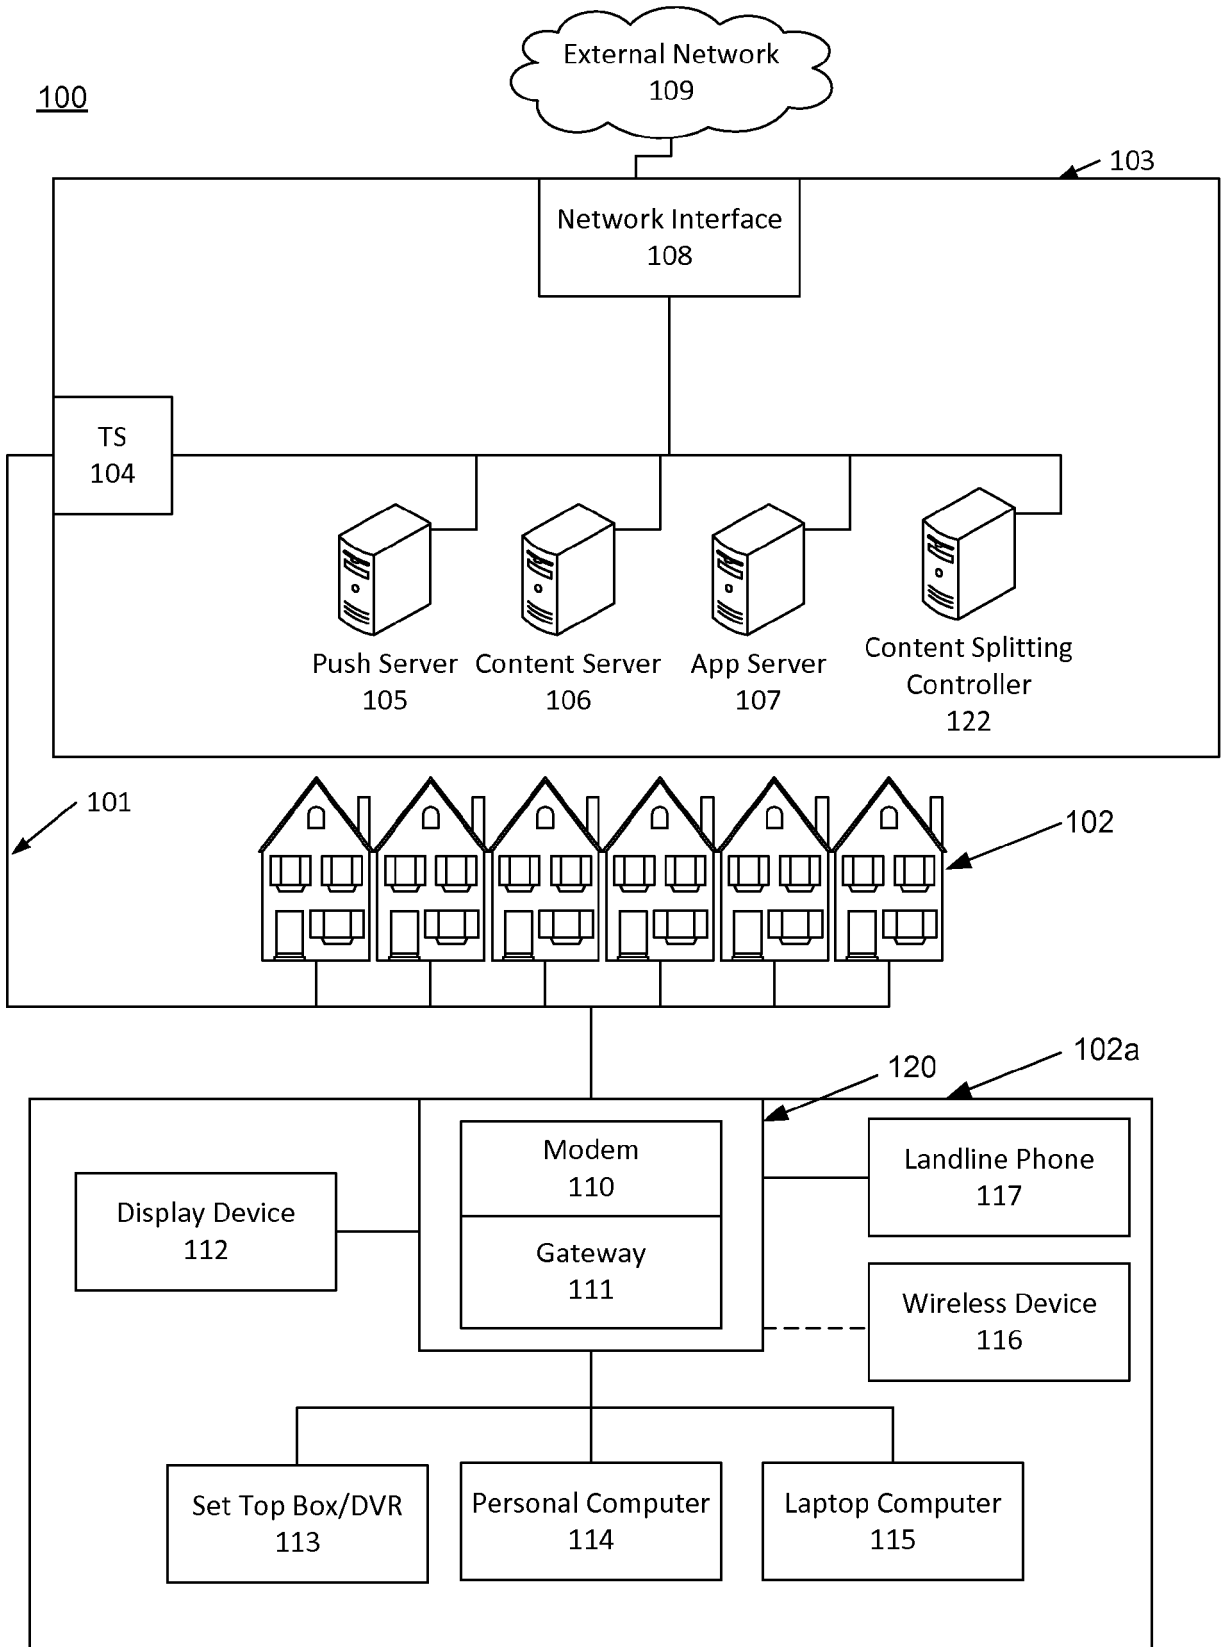 External Network
109
100
103
Network Interface
108
TS
104
Push Server
105
Content Server
106
App Server
107
Content Splitting
Controller
122
101
102
102a
120
Modem
110
Landline Phone
117
Display Device
112
Gateway
111
Wireless Device
116
Set Top Box/DVR
113
Personal Computer
114
Laptop Computer
115